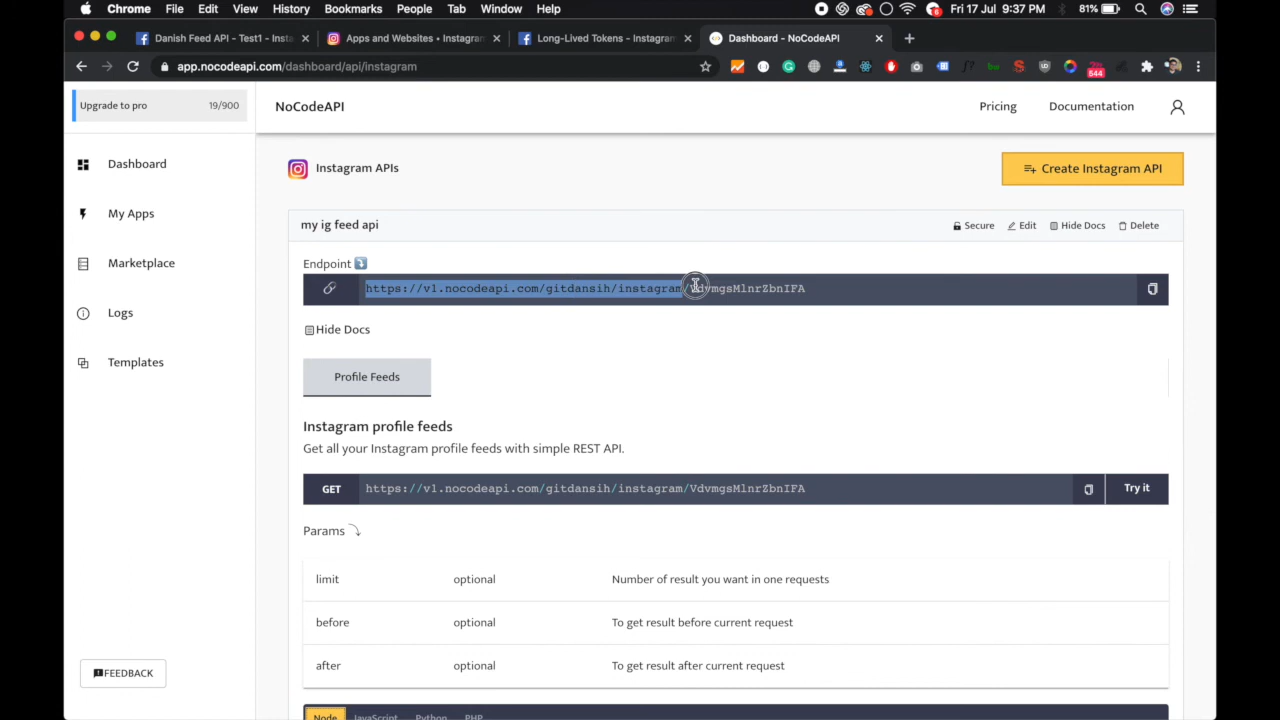 Chrome File Edit View History Bookmarks People Tab Window Help 81% Fri 17 Jul 9:37 PM
Danish Feed API - Test1 - Insta Apps and Websites • Instagram Long-Lived Tokens - Instagram Dashboard - NoCodeAPI
app.nocodeapi.com/dashboard/api/instagram
544
Upgrade to pro 19/900
NoCodeAPI Pricing Documentation
Dashboard
My Apps
Marketplace
Logs
Templates
FEEDBACK
Instagram APIs Create Instagram API
my ig feed api Secure Edit Hide Docs Delete
Endpoint
https://v1.nocodeapi.com/gitdansih/instagram/VdvmgsMlnrZbnIFA
Hide Docs
Profile Feeds
Instagram profile feeds
Get all your Instagram profile feeds with simple REST API.
GET https://v1.nocodeapi.com/gitdansih/instagram/VdvmgsMlnrZbnIFA Try it
Params
limit optional Number of result you want in one requests
before optional To get result before current request
after optional To get result after current request
Node JavaScript Python PHP